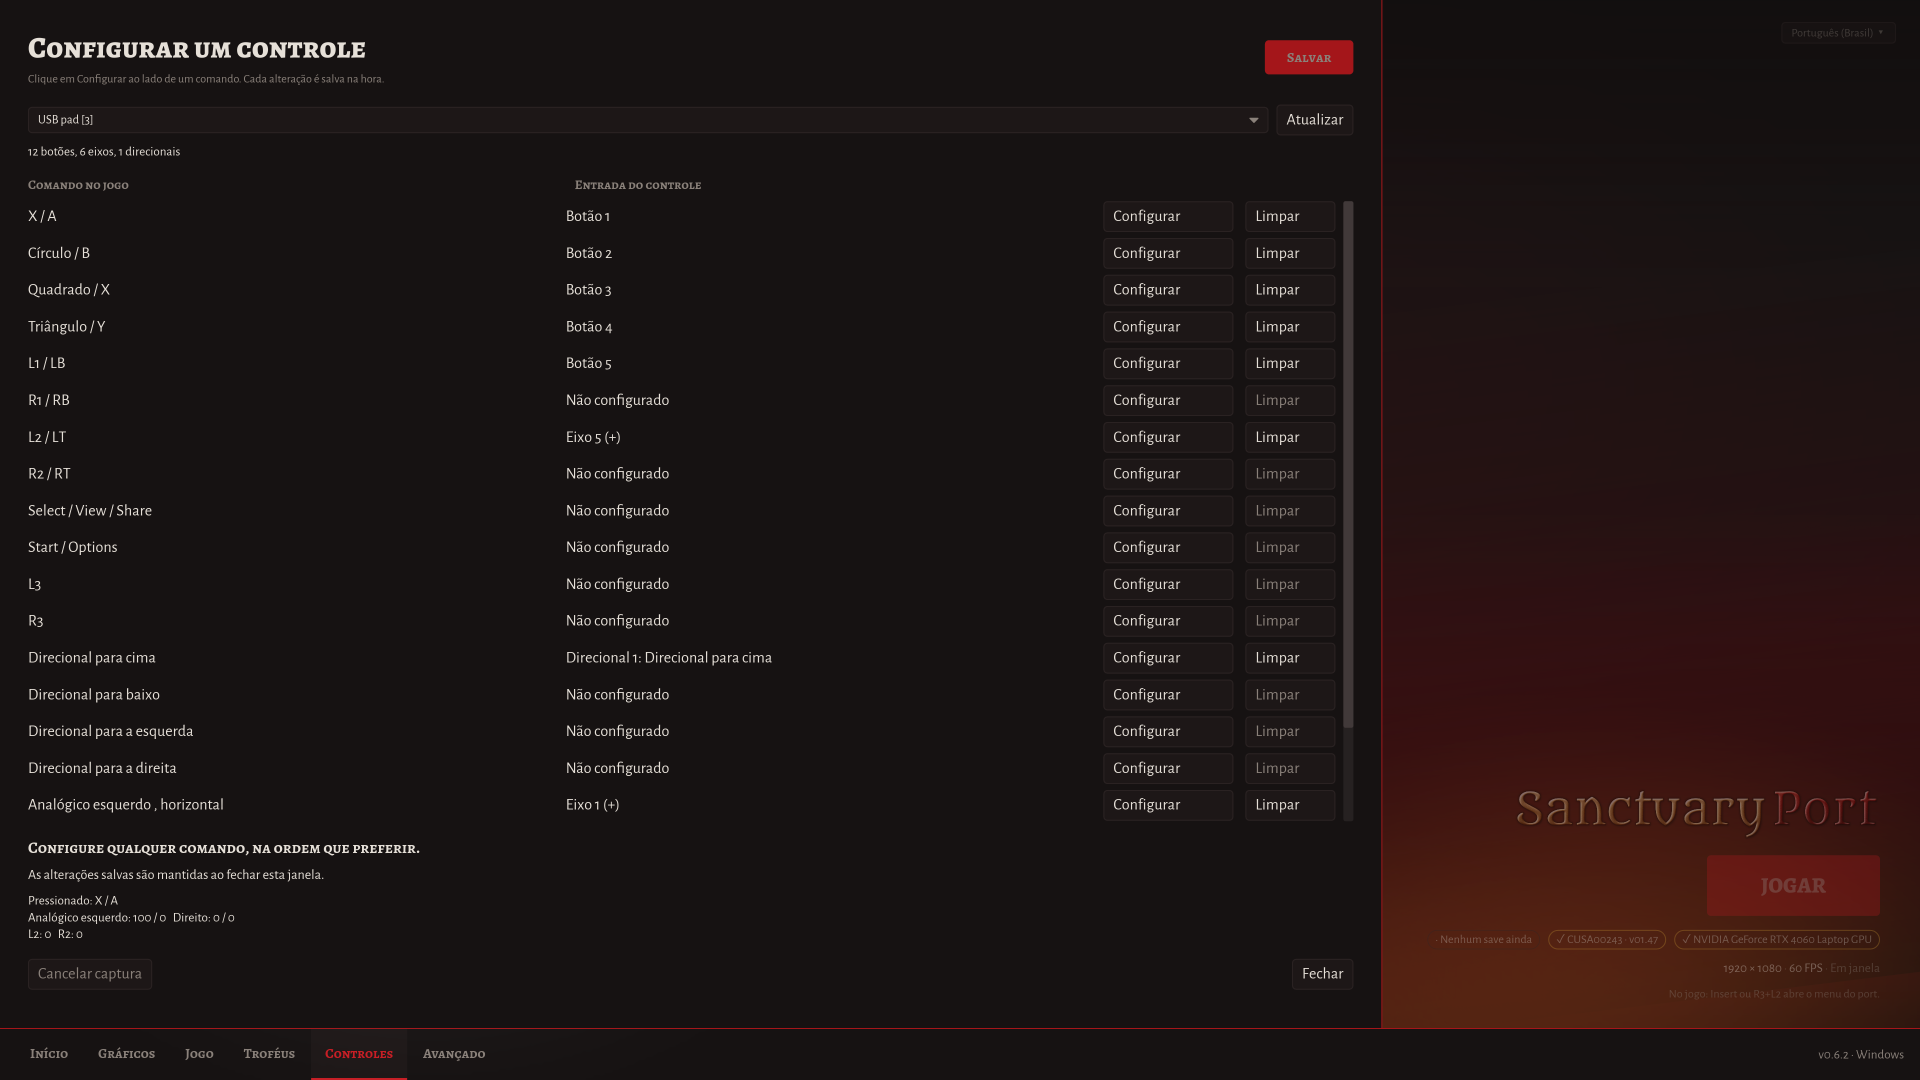 Configurar um controle
Clique em Configurar ao lado de um comando. Cada alteração é salva na hora.
Salvar
Português (Brasil)
USB pad [3]
Atualizar
12 botões, 6 eixos, 1 direcionais
Comando no jogo Entrada do controle
X / A Botão 1 Configurar Limpar
Círculo / B Botão 2 Configurar Limpar
Quadrado / X Botão 3 Configurar Limpar
Triângulo / Y Botão 4 Configurar Limpar
L1 / LB Botão 5 Configurar Limpar
R1 / RB Não configurado Configurar Limpar
L2 / LT Eixo 5 (+) Configurar Limpar
R2 / RT Não configurado Configurar Limpar
Select / View / Share Não configurado Configurar Limpar
Start / Options Não configurado Configurar Limpar
L3 Não configurado Configurar Limpar
R3 Não configurado Configurar Limpar
Direcional para cima Direcional 1: Direcional para cima Configurar Limpar
Direcional para baixo Não configurado Configurar Limpar
Direcional para a esquerda Não configurado Configurar Limpar
Direcional para a direita Não configurado Configurar Limpar
Analógico esquerdo , horizontal Eixo 1 (+) Configurar Limpar
Configure qualquer comando, na ordem que preferir.
As alterações salvas são mantidas ao fechar esta janela.
Pressionado: X / A
Analógico esquerdo: 100 / 0 Direito: 0 / 0
L2: 0 R2: 0
Cancelar captura
Fechar
Sanctuary Port
JOGAR
· Nenhum save ainda ✓ CUSA00243 · v01.47 ✓ NVIDIA GeForce RTX 4060 Laptop GPU
1920 × 1080 · 60 FPS · Em janela
No jogo: Insert ou R3+L2 abre o menu do port.
Início Gráficos Jogo Troféus Controles Avançado
v0.6.2 · Windows